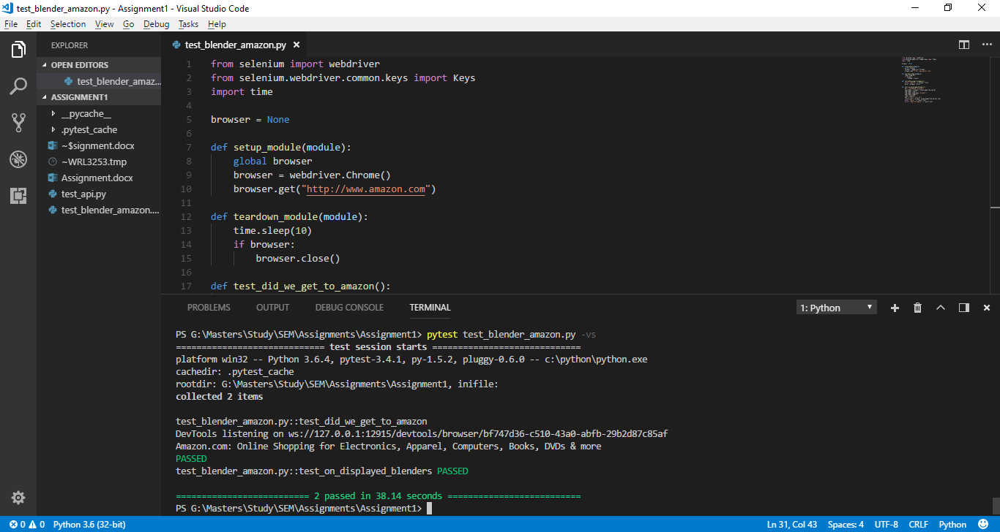 test_blender_amazon.py - Assignment1 - Visual Studio Code
File Edit Selection View Go Debug Tasks Help
EXPLORER
OPEN EDITORS
test_blender_amaz...
ASSIGNMENT1
__pycache__
.pytest_cache
~$signment.docx
~WRL3253.tmp
Assignment.docx
test_api.py
test_blender_amazon....
test_blender_amazon.py
1 from selenium import webdriver
2 from selenium.webdriver.common.keys import Keys
3 import time
4
5 browser = None
6
7 def setup_module(module):
8 global browser
9 browser = webdriver.Chrome()
10 browser.get("http://www.amazon.com")
11
12 def teardown_module(module):
13 time.sleep(10)
14 if browser:
15 browser.close()
16
17 def test_did_we_get_to_amazon():
PROBLEMS OUTPUT DEBUG CONSOLE TERMINAL 1: Python
PS G:\Masters\Study\SEM\Assignments\Assignment1> pytest test_blender_amazon.py -vs
============================= test session starts =============================
platform win32 -- Python 3.6.4, pytest-3.4.1, py-1.5.2, pluggy-0.6.0 -- c:\python\python.exe
cachedir: .pytest_cache
rootdir: G:\Masters\Study\SEM\Assignments\Assignment1, inifile:
collected 2 items
test_blender_amazon.py::test_did_we_get_to_amazon
DevTools listening on ws://127.0.0.1:12915/devtools/browser/bf747d36-c510-43a0-abfb-29b2d87c85af
Amazon.com: Online Shopping for Electronics, Apparel, Computers, Books, DVDs & more
PASSED
test_blender_amazon.py::test_on_displayed_blenders PASSED
========================== 2 passed in 38.14 seconds ==========================
PS G:\Masters\Study\SEM\Assignments\Assignment1>
0 0 Python 3.6 (32-bit) Ln 31, Col 43 Spaces: 4 UTF-8 CRLF Python